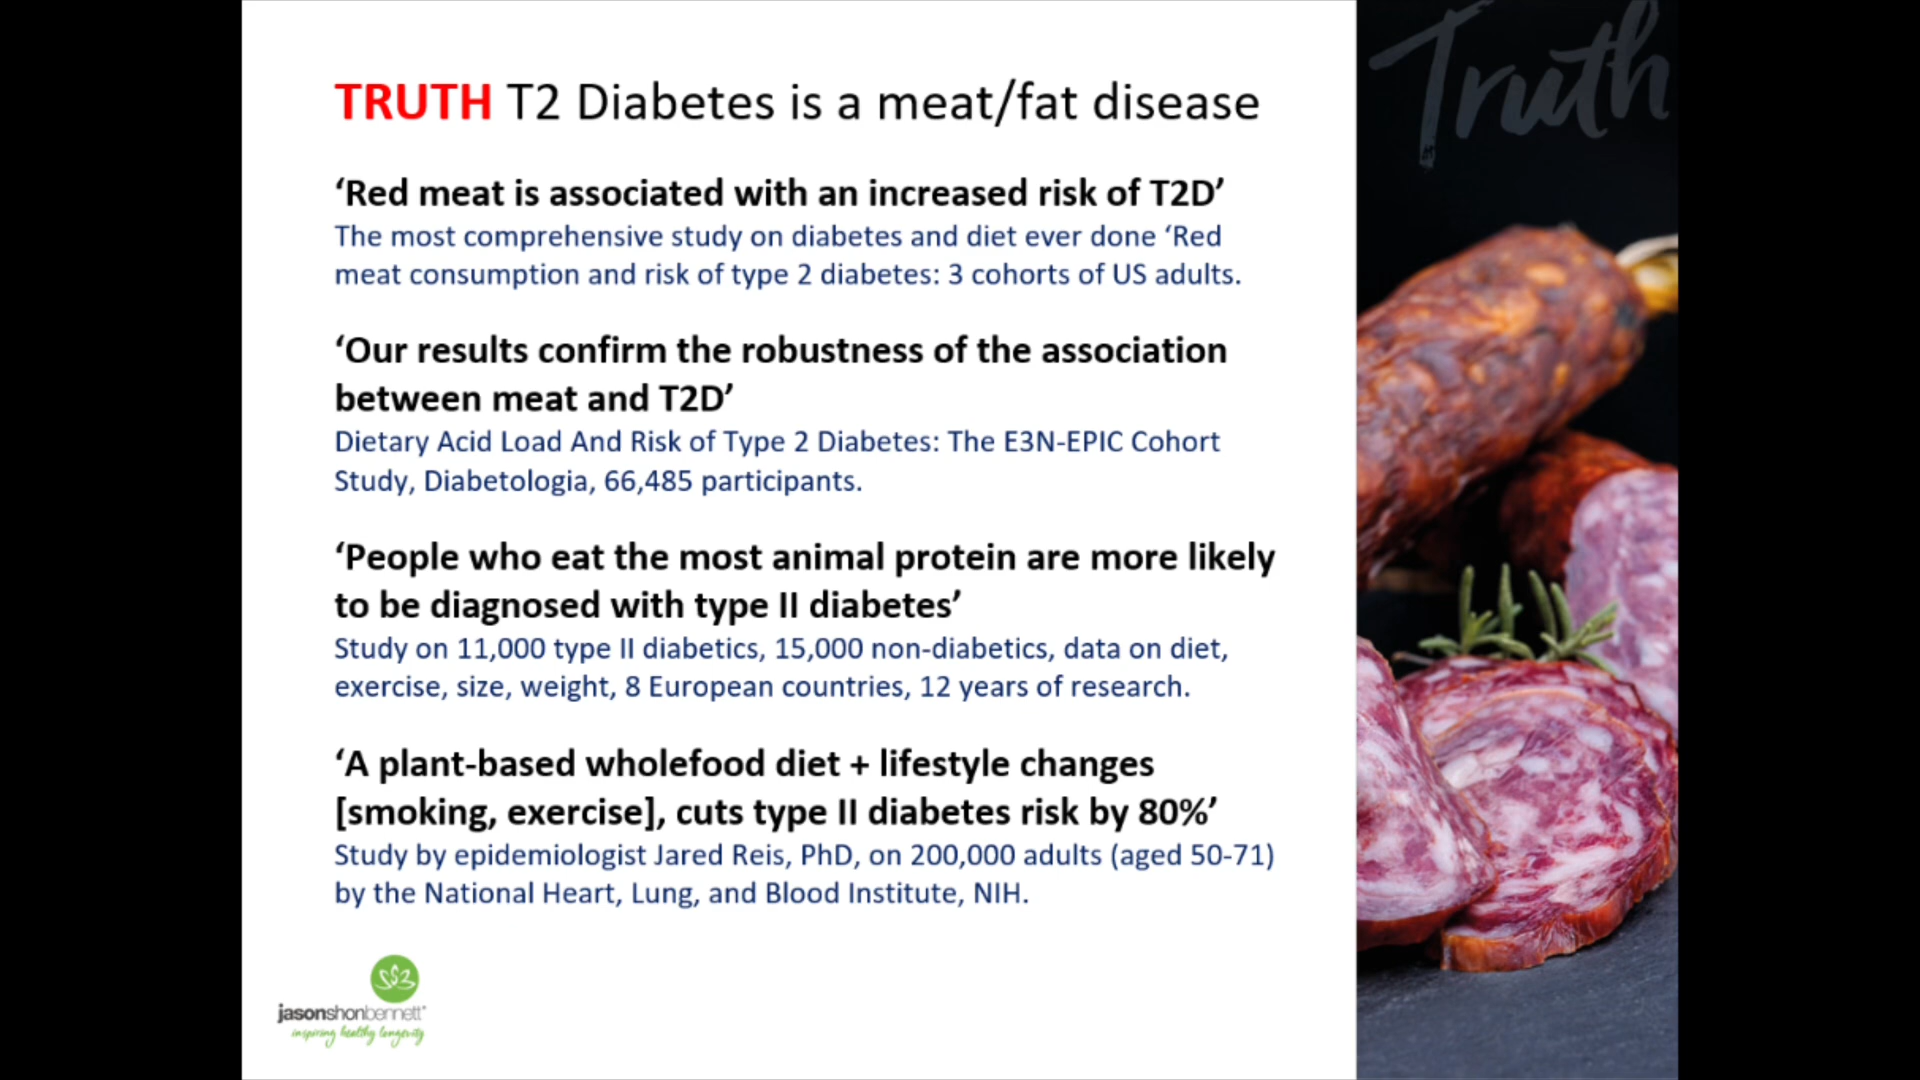 TRUTH T2 Diabetes is a meat/fat disease
Truth
‘Red meat is associated with an increased risk of T2D’
The most comprehensive study on diabetes and diet ever done ‘Red
meat consumption and risk of type 2 diabetes: 3 cohorts of US adults.
‘Our results confirm the robustness of the association
between meat and T2D’
Dietary Acid Load And Risk of Type 2 Diabetes: The E3N-EPIC Cohort
Study, Diabetologia, 66,485 participants.
‘People who eat the most animal protein are more likely
to be diagnosed with type II diabetes’
Study on 11,000 type II diabetics, 15,000 non-diabetics, data on diet,
exercise, size, weight, 8 European countries, 12 years of research.
‘A plant-based wholefood diet + lifestyle changes
[smoking, exercise], cuts type II diabetes risk by 80%’
Study by epidemiologist Jared Reis, PhD, on 200,000 adults (aged 50-71)
by the National Heart, Lung, and Blood Institute, NIH.
jasonshonbennett
inspiring healthy longevity